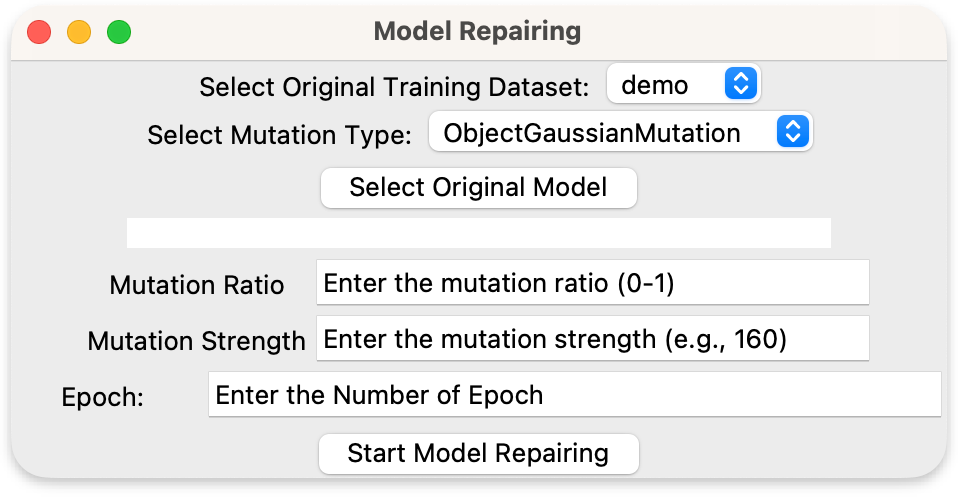 Model Repairing
Select Original Training Dataset: demo
Select Mutation Type: ObjectGaussianMutation
Select Original Model
Mutation Ratio Enter the mutation ratio (0-1)
Mutation Strength Enter the mutation strength (e.g., 160)
Epoch: Enter the Number of Epoch
Start Model Repairing